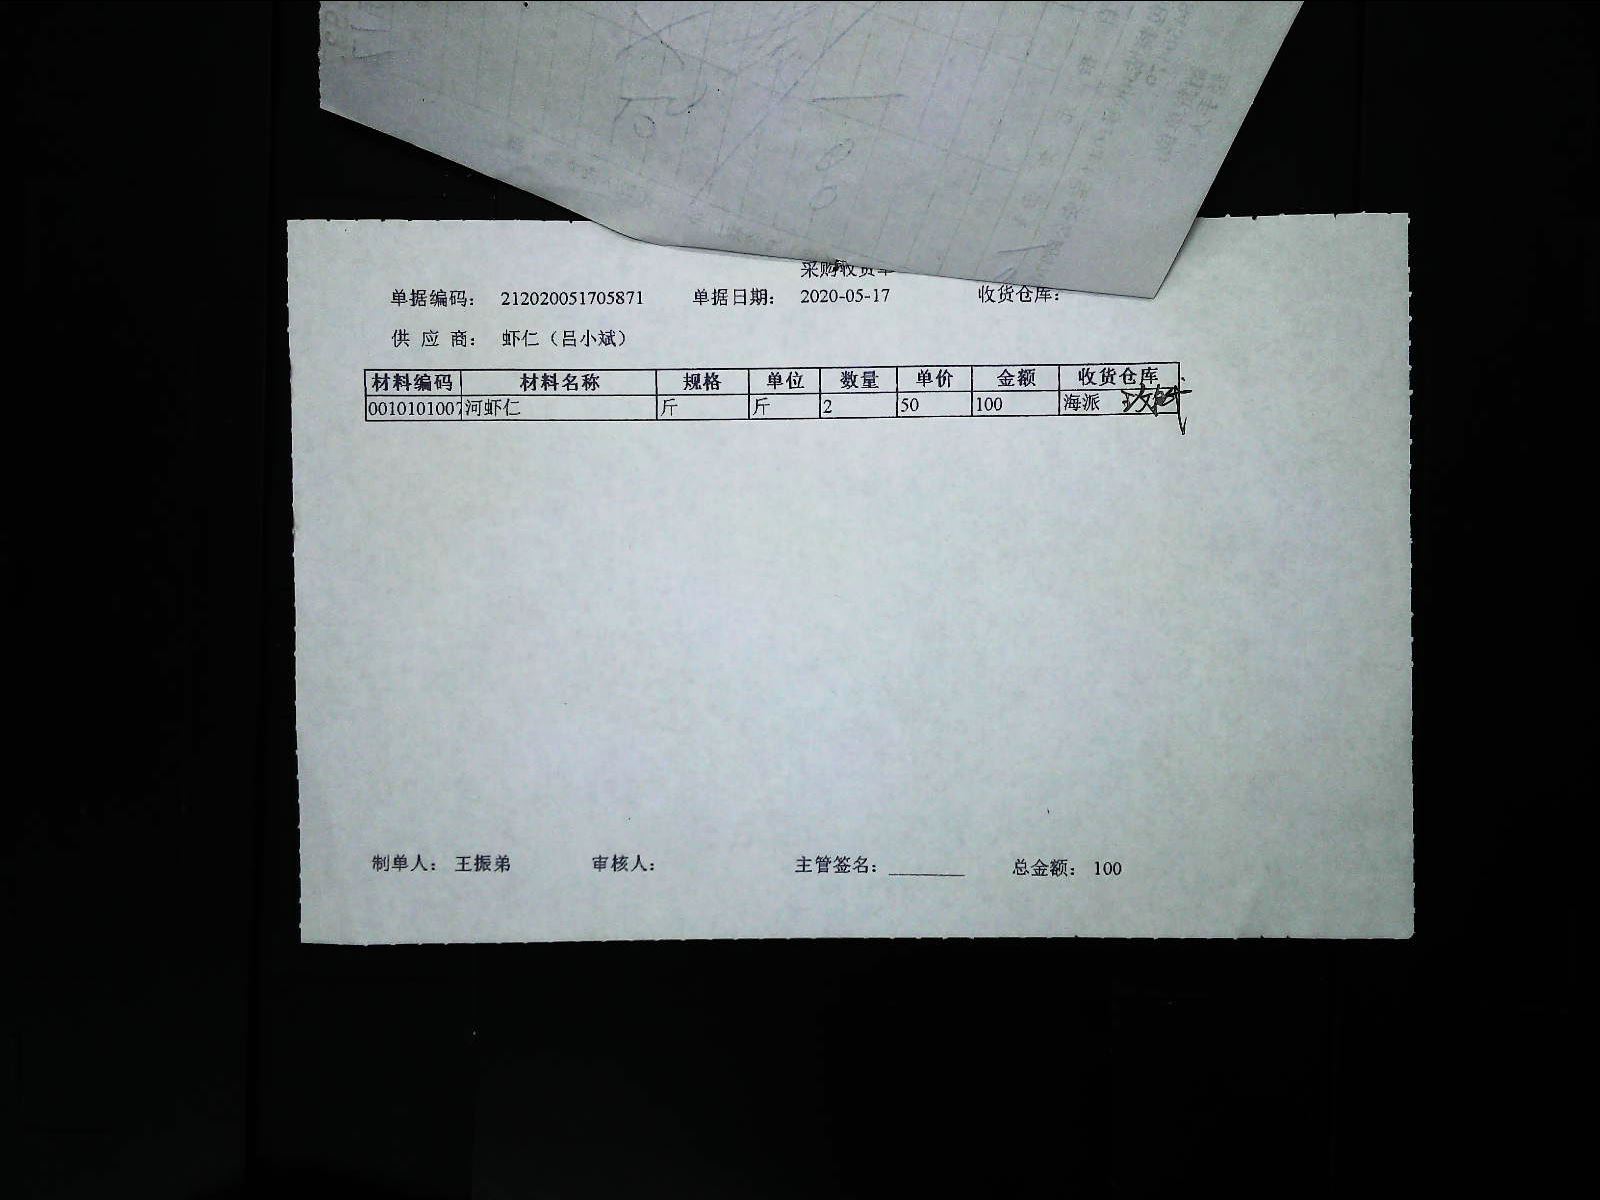 采购收货单
单据编码： 212020051705871 单据日期： 2020-05-17 收货仓库：
供 应 商： 虾仁（吕小斌）
材料编码 材料名称 规格 单位 数量 单价 金额 收货仓库
0010101007 河虾仁 斤 斤 2 50 100 海派
制单人： 王振弟 审核人： 主管签名： ________ 总金额： 100